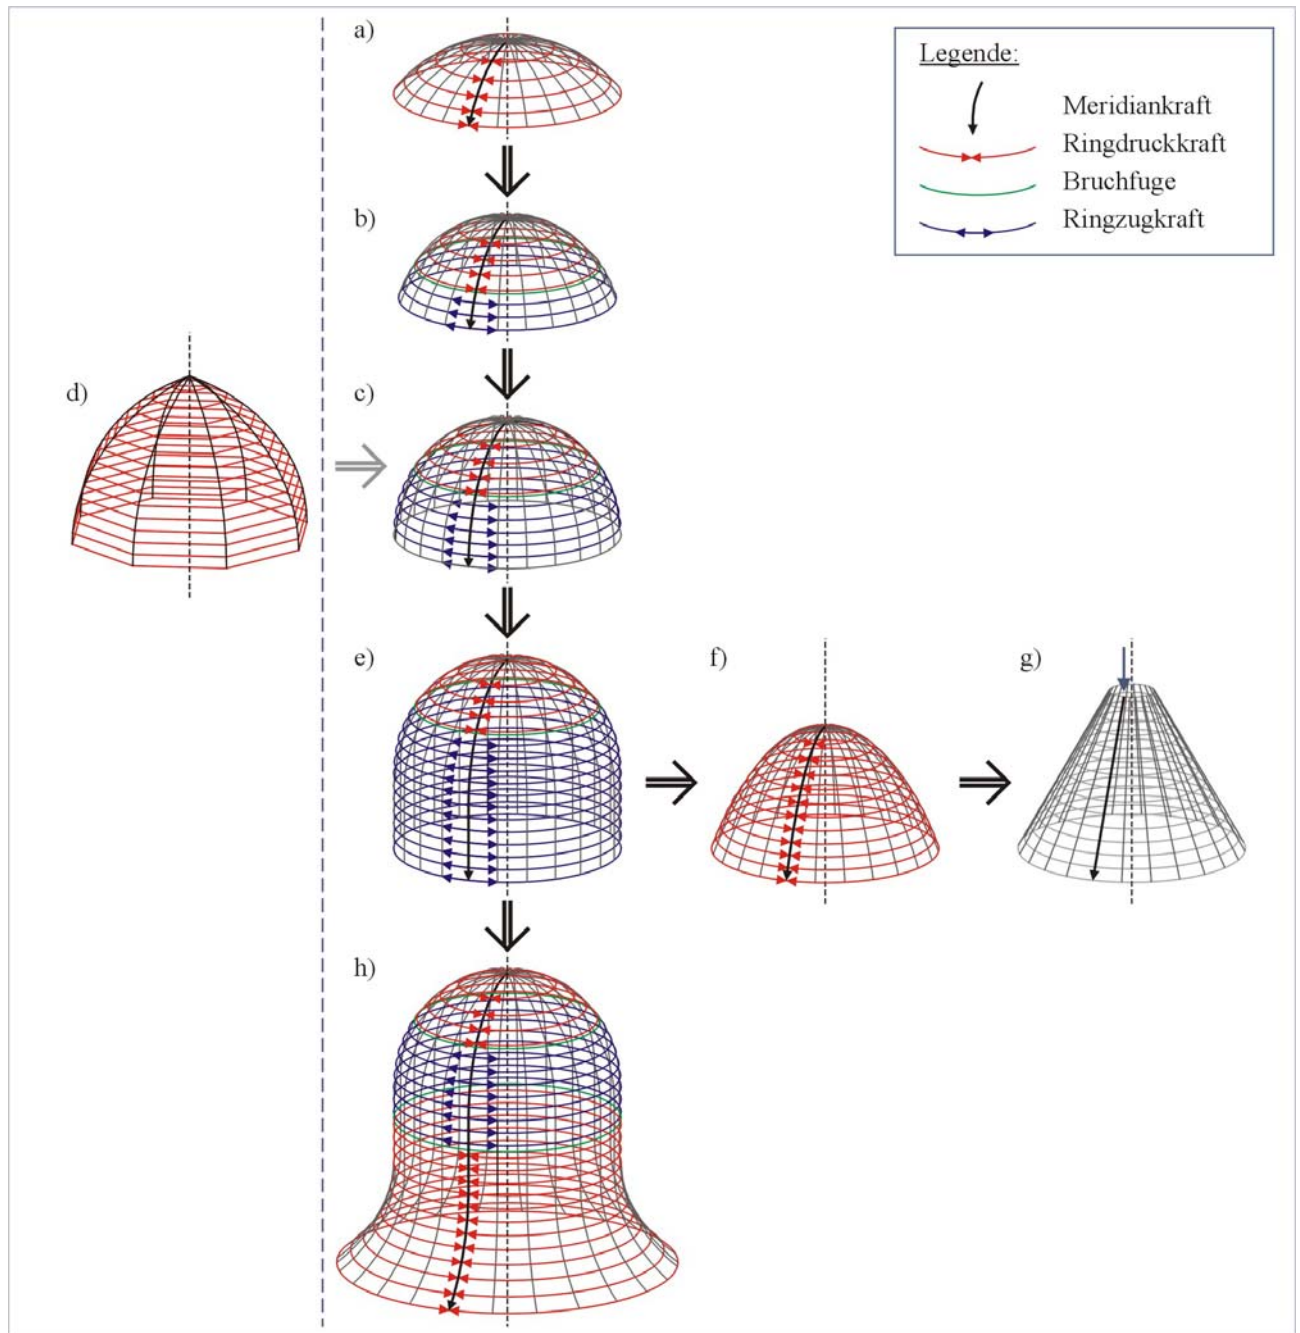 a)
Legende:
Meridiankraft
Ringdruckkraft
Bruchfuge
Ringzugkraft
b)
d)
c)
e)
f)
g)
h)